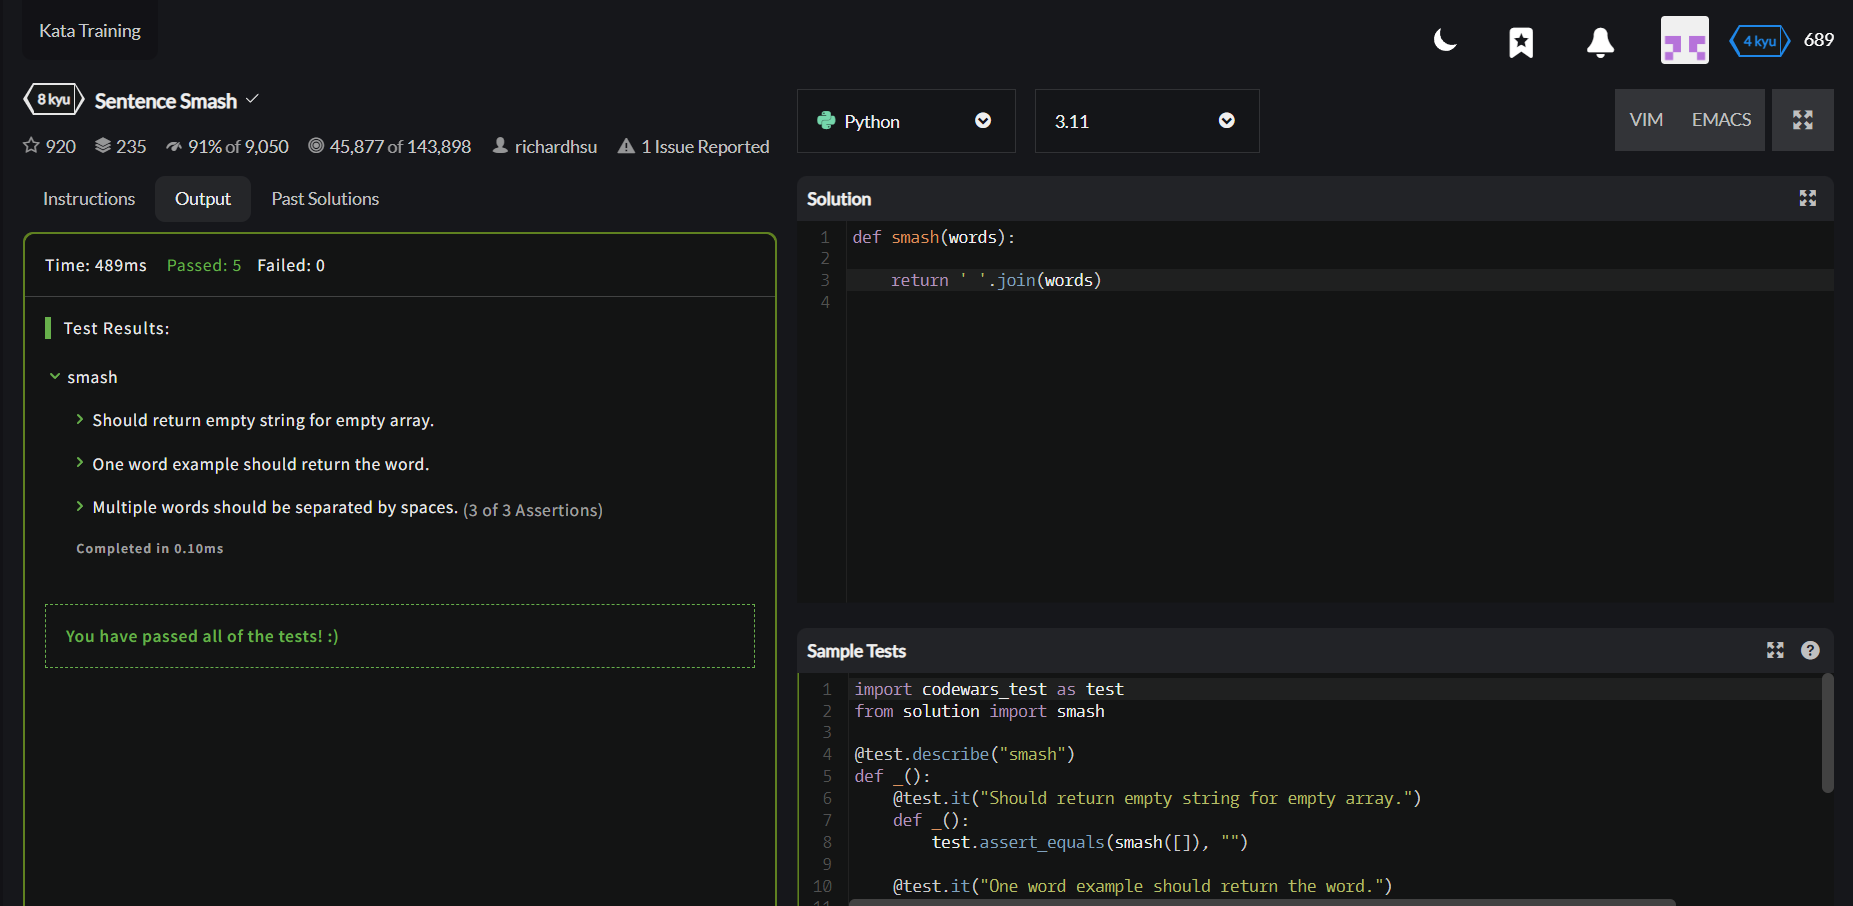 Kata Training
4 kyu 689
8 kyu Sentence Smash
920 235 91% of 9,050 45,877 of 143,898 richardhsu 1 Issue Reported
Instructions Output Past Solutions
Time: 489ms Passed: 5 Failed: 0
Test Results:
smash
Should return empty string for empty array.
One word example should return the word.
Multiple words should be separated by spaces. (3 of 3 Assertions)
Completed in 0.10ms
You have passed all of the tests! :)
Python 3.11 VIM EMACS
Solution
1 def smash(words):
2
3     return ' '.join(words)
4
Sample Tests ?
1 import codewars_test as test
2 from solution import smash
3
4 @test.describe("smash")
5 def _():
6     @test.it("Should return empty string for empty array.")
7     def _():
8         test.assert_equals(smash([]), "")
9
10     @test.it("One word example should return the word.")
11